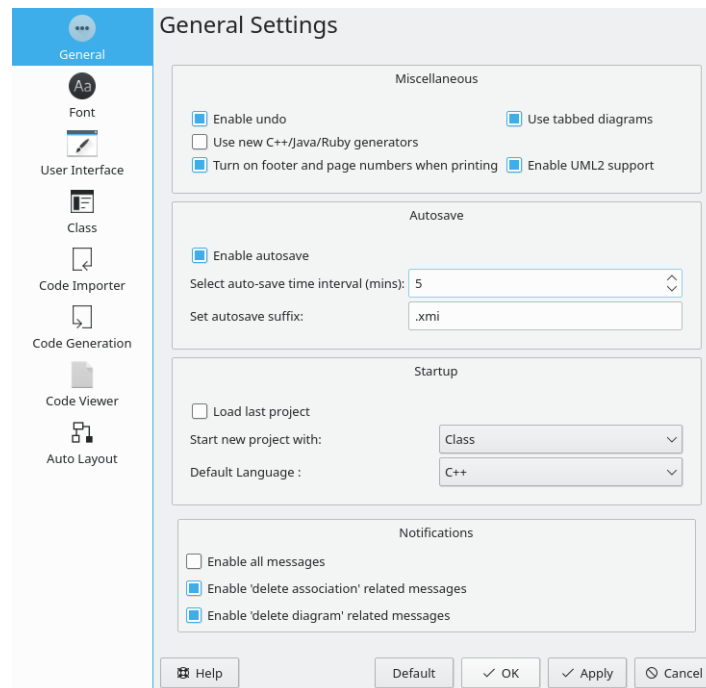 General
Aa
Font
User Interface
Class
Code Importer
Code Generation
Code Viewer
Auto Layout
General Settings
Miscellaneous
Enable undo Use tabbed diagrams
Use new C++/Java/Ruby generators
Turn on footer and page numbers when printing Enable UML2 support
Autosave
Enable autosave
Select auto-save time interval (mins): 5
Set autosave suffix: .xmi
Startup
Load last project
Start new project with: Class
Default Language : C++
Notifications
Enable all messages
Enable 'delete association' related messages
Enable 'delete diagram' related messages
Help Default OK Apply Cancel